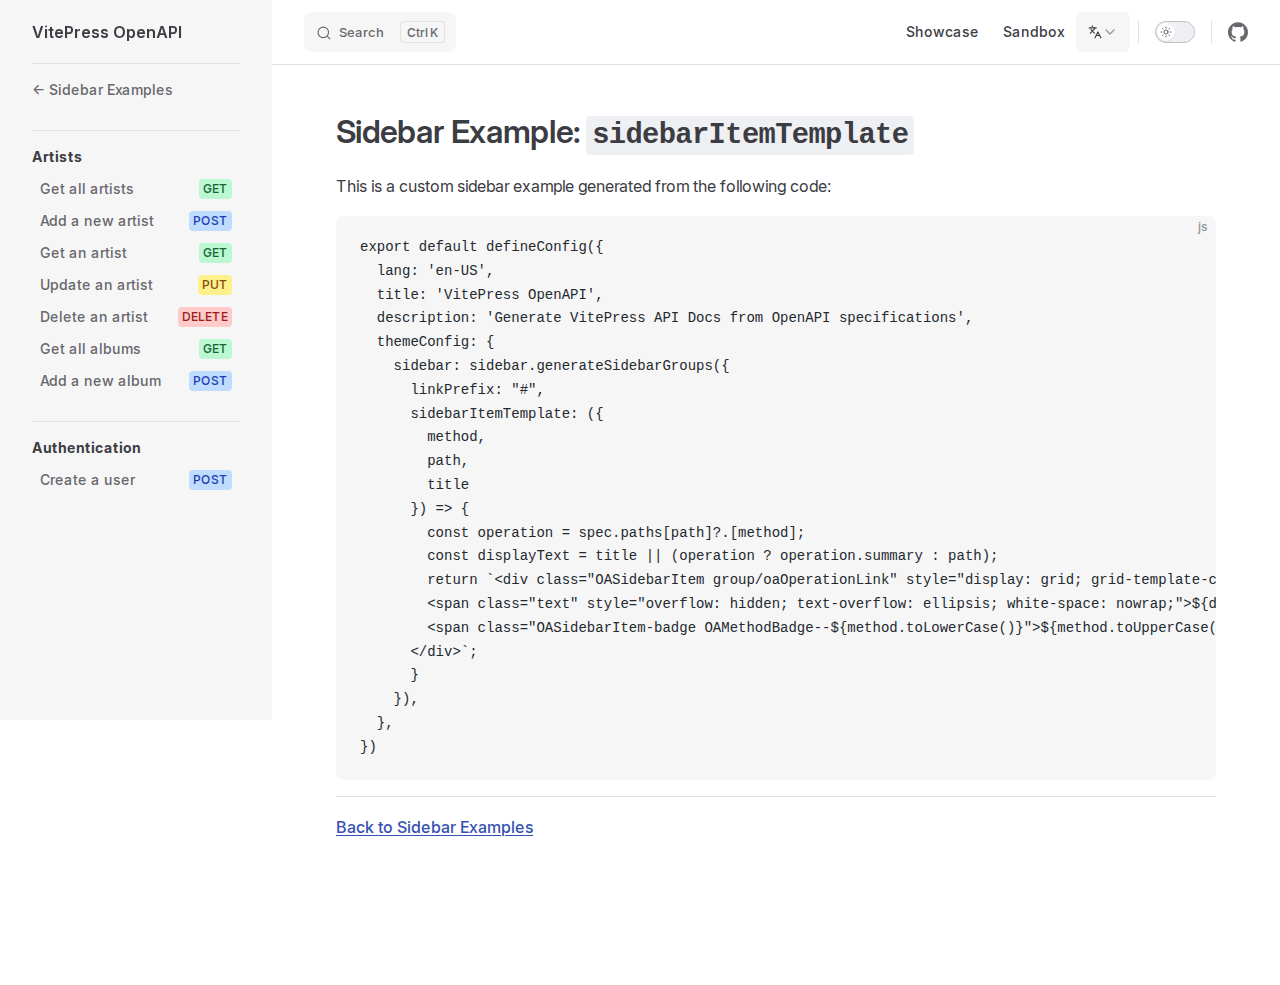 VitePress OpenAPI
Search Ctrl K
Showcase Sandbox
← Sidebar Examples
Artists
Get all artists GET
Add a new artist POST
Get an artist GET
Update an artist PUT
Delete an artist DELETE
Get all albums GET
Add a new album POST
Authentication
Create a user POST
Sidebar Example: sidebarItemTemplate
This is a custom sidebar example generated from the following code:
js
export default defineConfig({
  lang: 'en-US',
  title: 'VitePress OpenAPI',
  description: 'Generate VitePress API Docs from OpenAPI specifications',
  themeConfig: {
    sidebar: sidebar.generateSidebarGroups({
      linkPrefix: "#",
      sidebarItemTemplate: ({
        method,
        path,
        title
      }) => {
        const operation = spec.paths[path]?.[method];
        const displayText = title || (operation ? operation.summary : path);
        return `<div class="OASidebarItem group/oaOperationLink" style="display: grid; grid-template-c
        <span class="text" style="overflow: hidden; text-overflow: ellipsis; white-space: nowrap;">${d
        <span class="OASidebarItem-badge OAMethodBadge--${method.toLowerCase()}">${method.toUpperCase(
      </div>`;
      }
    }),
  },
})
Back to Sidebar Examples